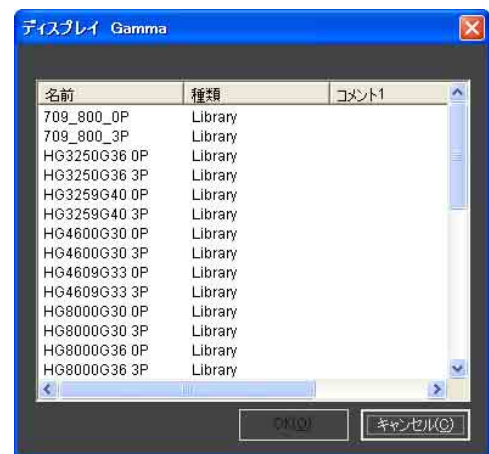 ディスプレイ Gamma
名前 種類 コメント1
709_800_0P Library
709_800_3P Library
HG3250G36 0P Library
HG3250G36 3P Library
HG3259G40 0P Library
HG3259G40 3P Library
HG4600G30 0P Library
HG4600G30 3P Library
HG4609G33 0P Library
HG4609G33 3P Library
HG8000G30 0P Library
HG8000G30 3P Library
HG8000G36 0P Library
HG8000G36 3P Library
OK(O) キャンセル(C)